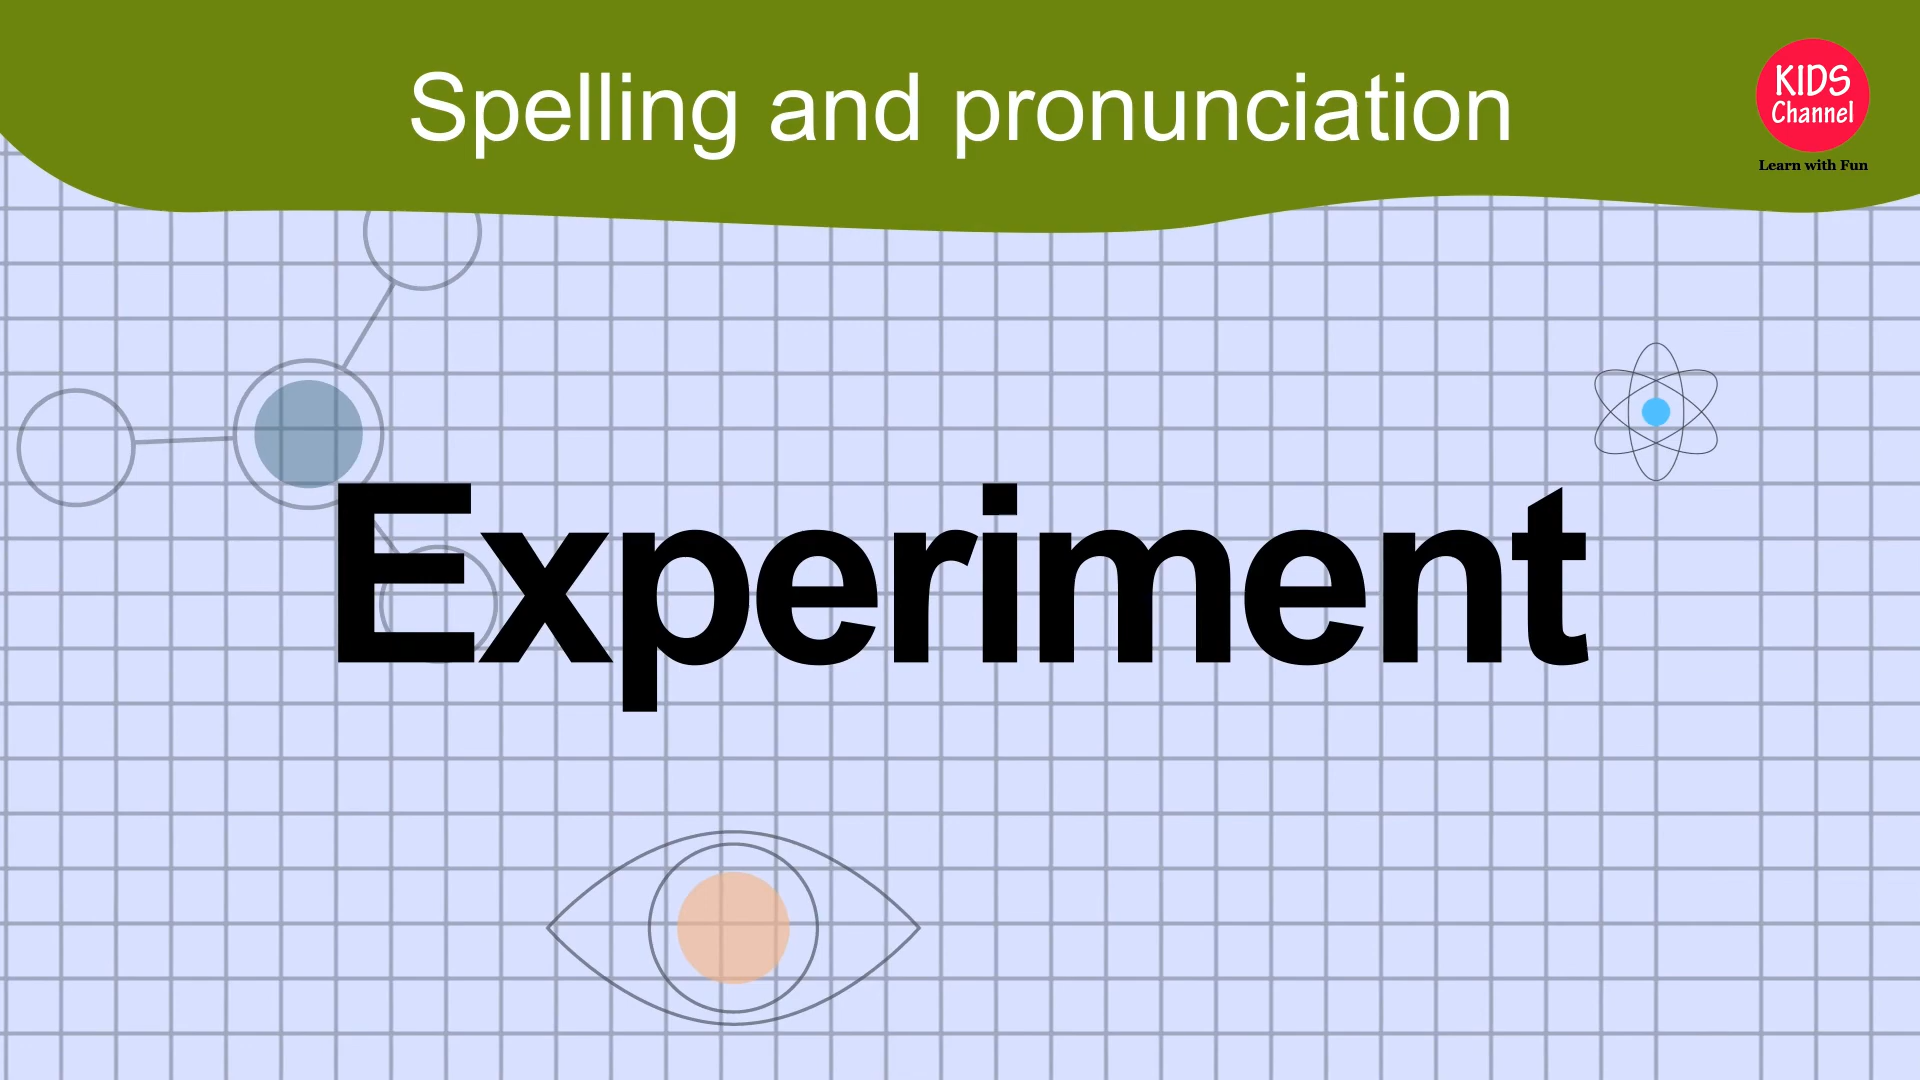 Spelling and pronunciation
KIDS
Channel
Learn with Fun
Experiment